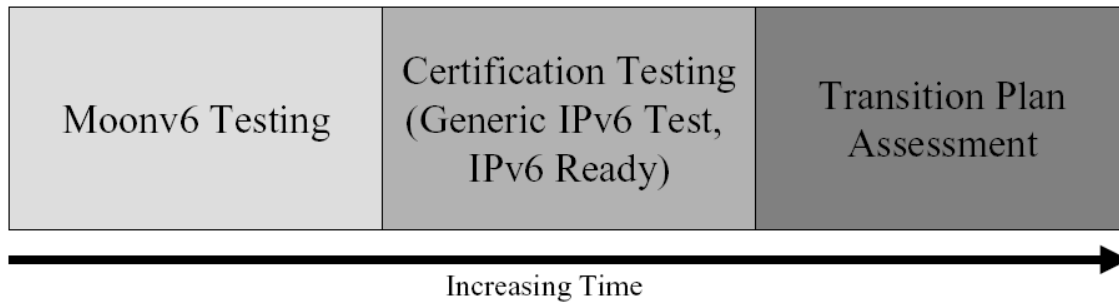 Moonv6 Testing
Certification Testing
(Generic IPv6 Test,
IPv6 Ready)
Transition Plan
Assessment
Increasing Time